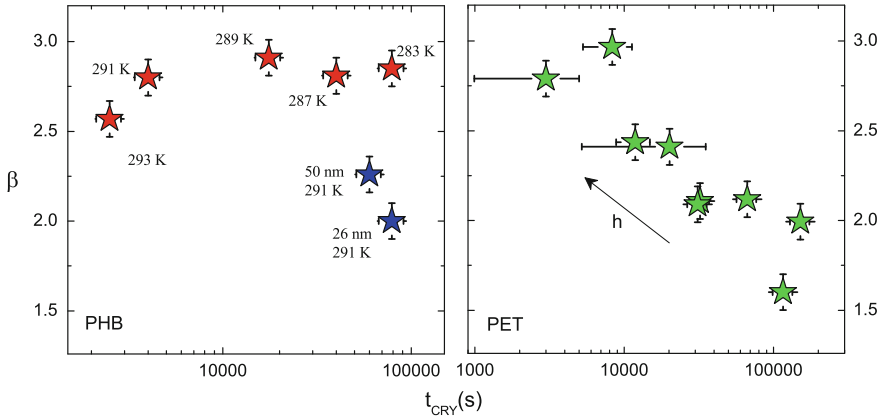 3.0
2.5
2.0
1.5
β
289 K
283 K
291 K
287 K
293 K
50 nm
291 K
26 nm
291 K
PHB
10000
100000
h
PET
3.0
2.5
2.0
1.5
1000
10000
100000
t_CRY(s)